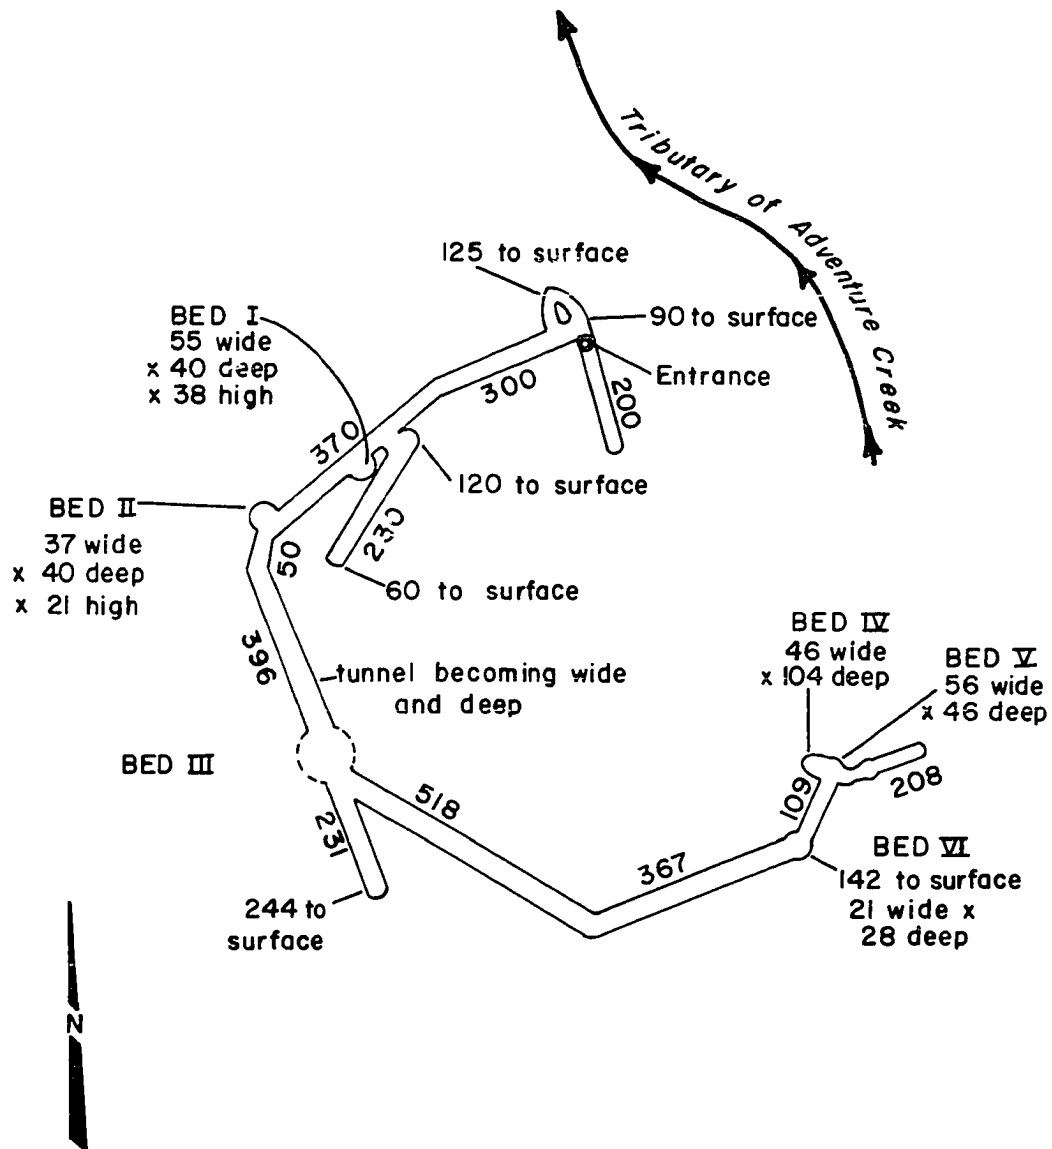 Tributary of Adventure Creek
125 to surface
90 to surface
Entrance
300
200
BED I
55 wide
x 40 deep
x 38 high
370
120 to surface
BED II
37 wide
x 40 deep
x 21 high
50
230
60 to surface
396
tunnel becoming wide
and deep
BED III
BED IV
46 wide
x 104 deep
BED V
56 wide
x 46 deep
518
109
208
231
367
BED VI
142 to surface
21 wide x
28 deep
244 to
surface
N